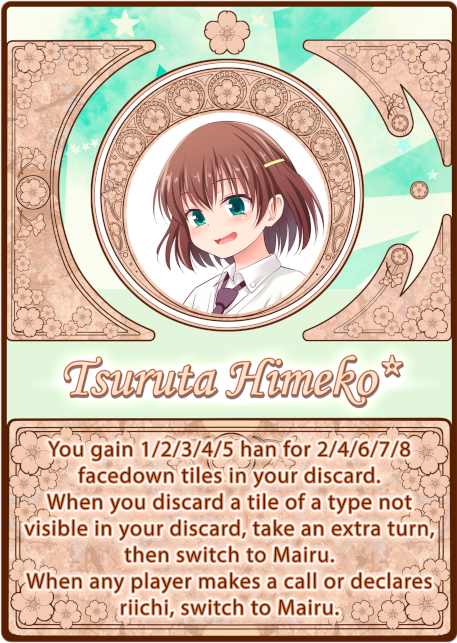 Tsuruta Himeko☆
You gain 1/2/3/4/5 han for 2/4/6/7/8
facedown tiles in your discard.
When you discard a tile of a type not
visible in your discard, take an extra turn,
then switch to Mairu.
When any player makes a call or declares
riichi, switch to Mairu.